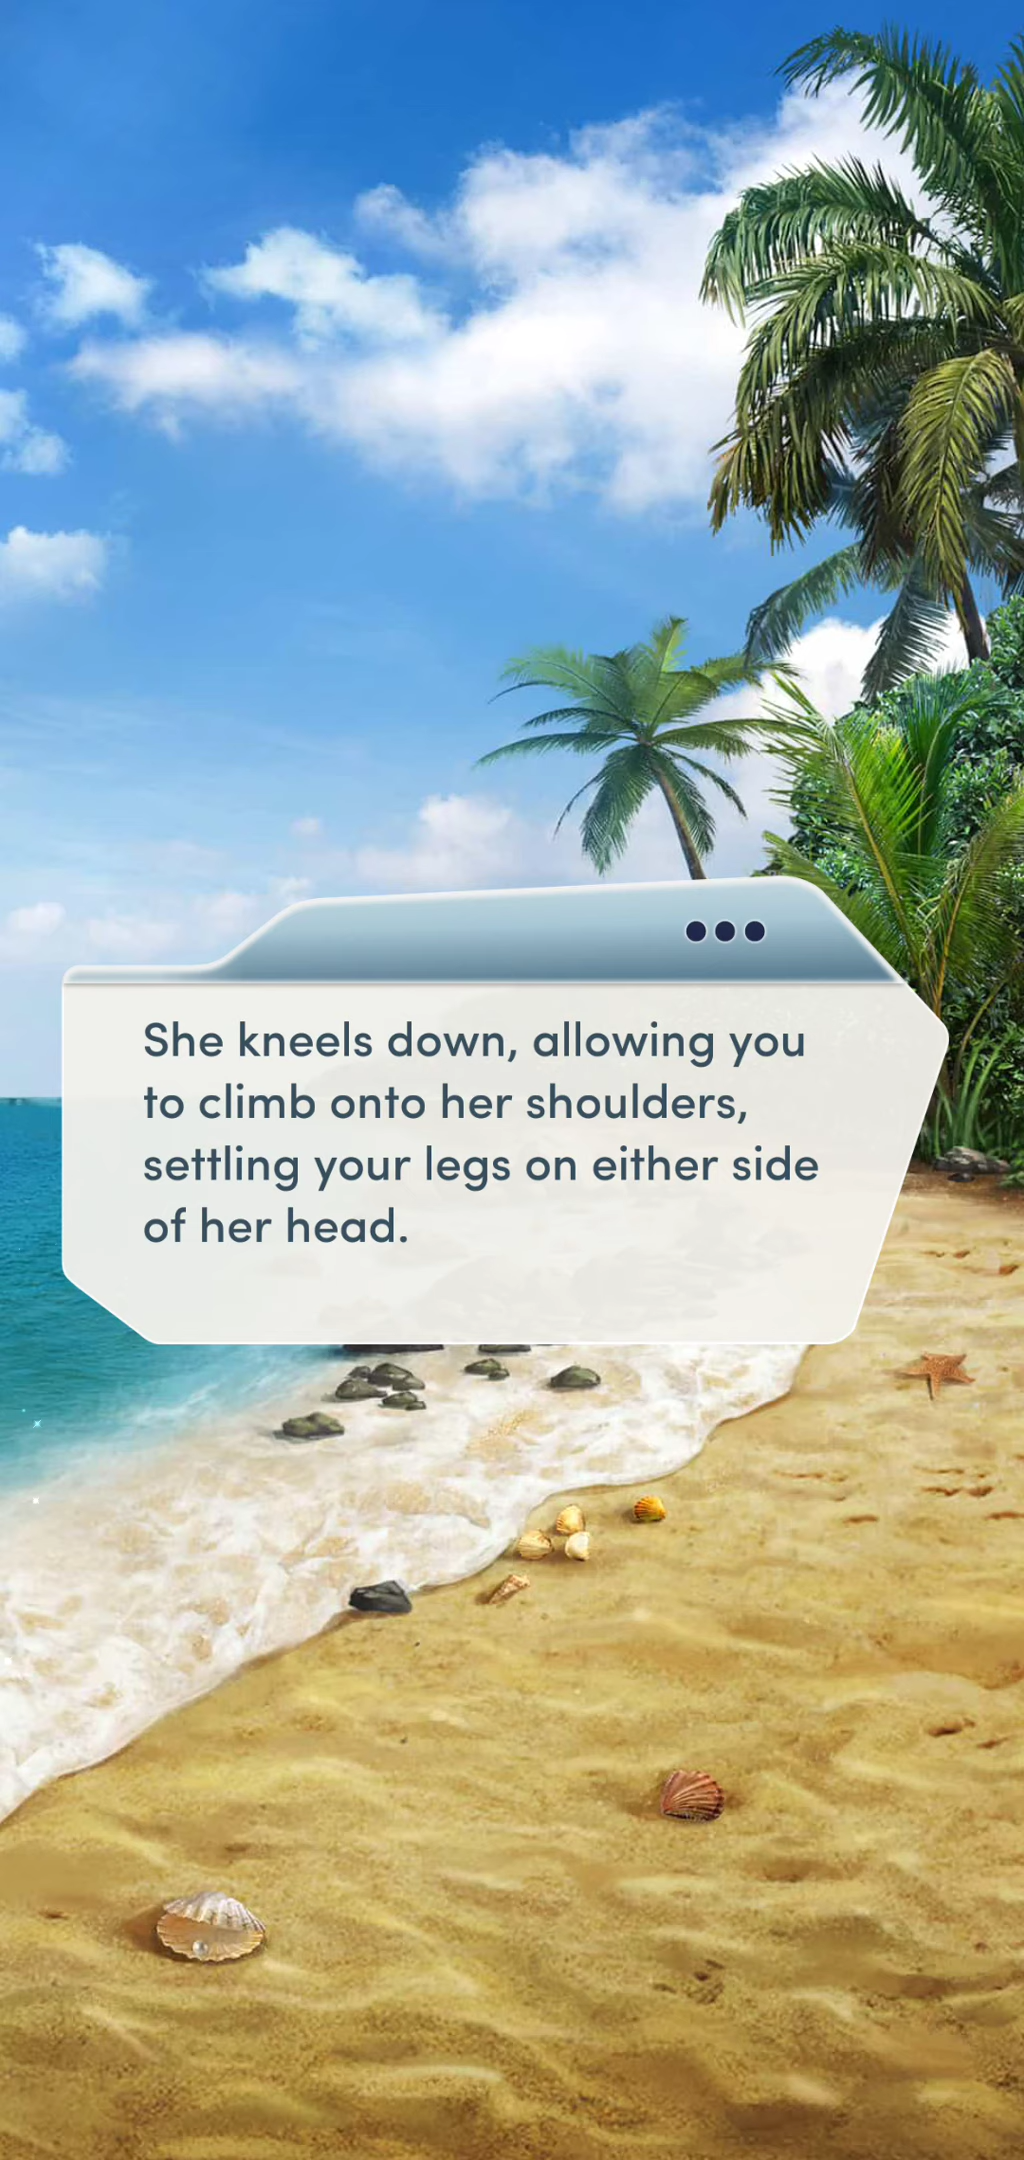 She kneels down, allowing you
to climb onto her shoulders,
settling your legs on either side
of her head.